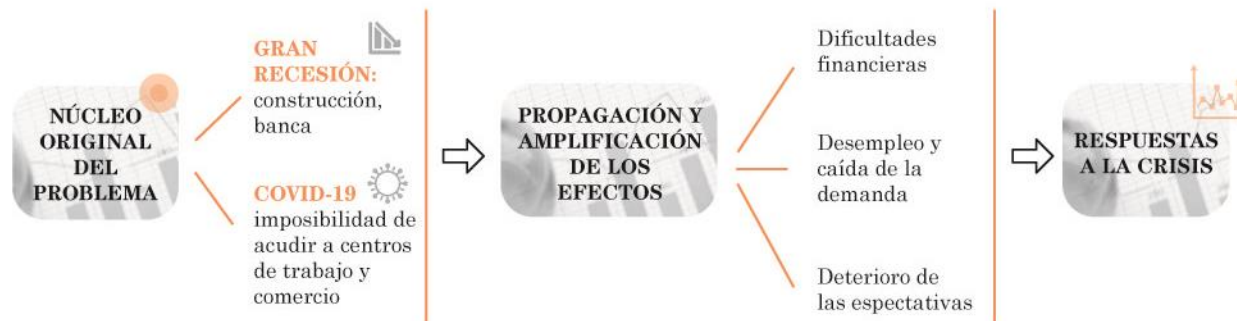 NÚCLEO
ORIGINAL
DEL
PROBLEMA
GRAN
RECESIÓN:
construcción,
banca
COVID-19
imposibilidad de
acudir a centros
de trabajo y
comercio
PROPAGACIÓN Y
AMPLIFICACIÓN
DE LOS
EFECTOS
Dificultades
financieras
Desempleo y
caída de la
demanda
Deterioro de
las espectativas
RESPUESTAS
A LA CRISIS